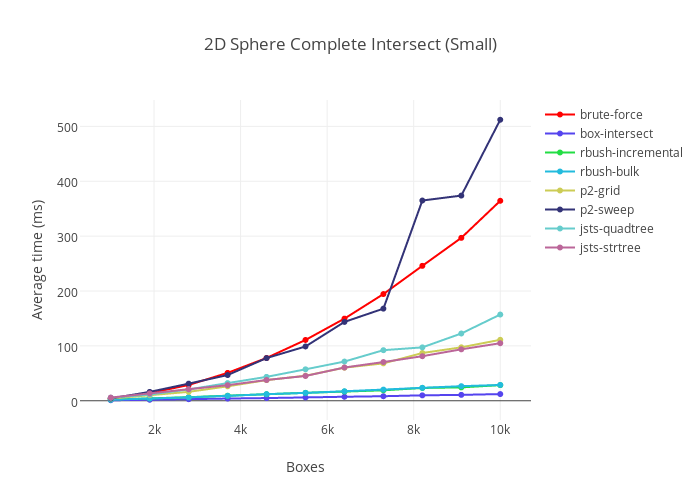 2D Sphere Complete Intersect (Small)
500
400
300
200
100
0
Average time (ms)
2k
4k
6k
8k
10k
Boxes
brute-force
box-intersect
rbush-incremental
rbush-bulk
p2-grid
p2-sweep
jsts-quadtree
jsts-strtree